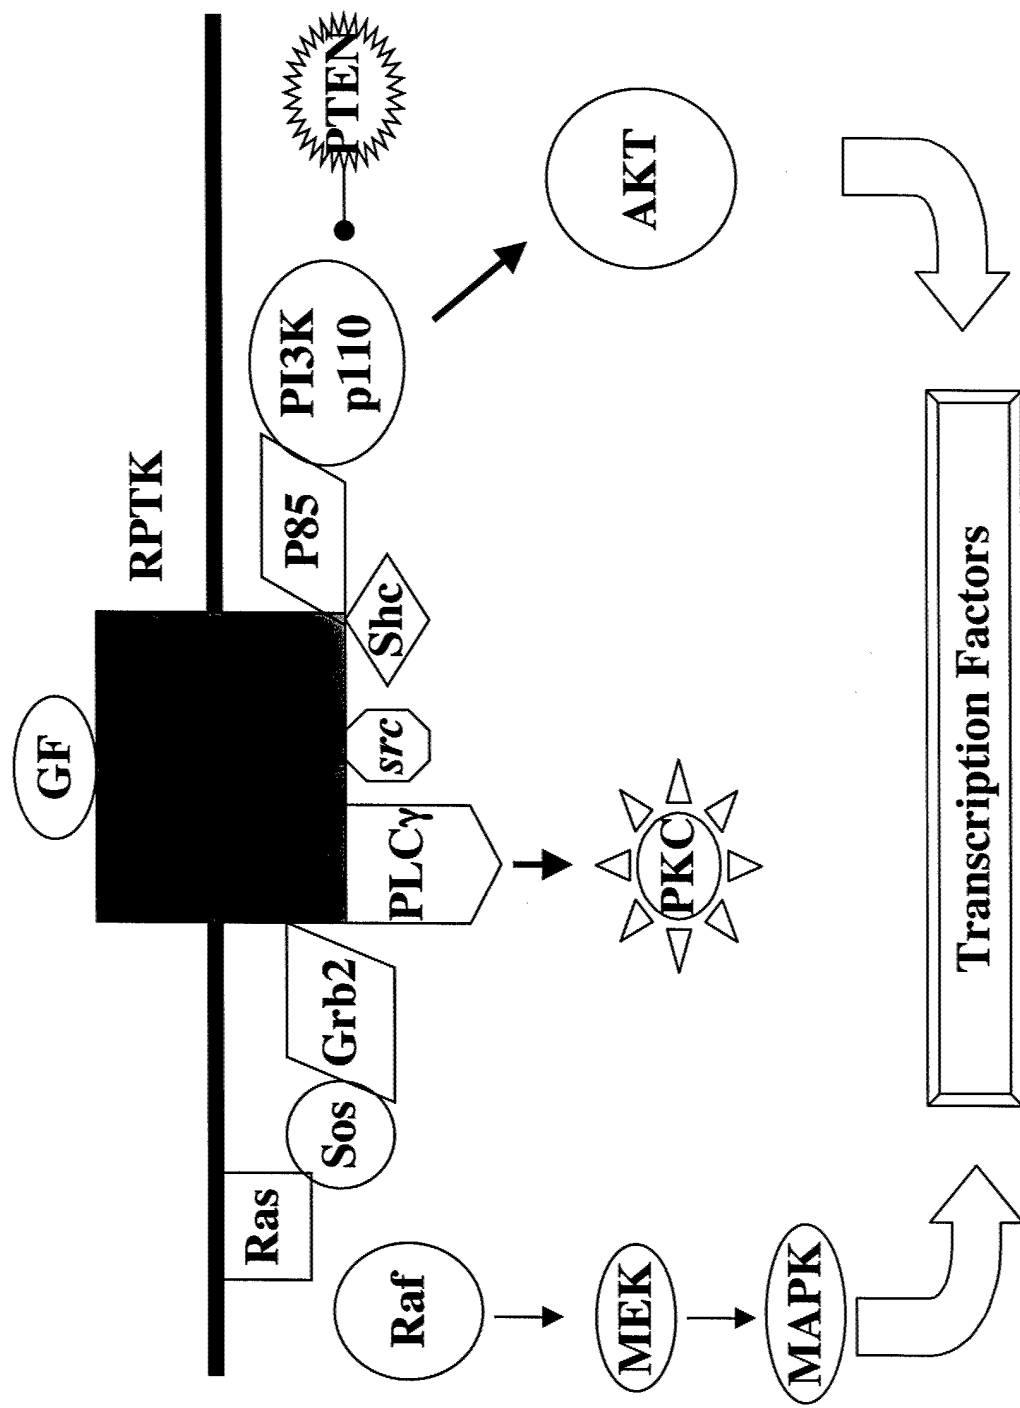 GF
RPTK
Ras
Sos
Grb2
PLCγ
src
Shc
P85
PI3K
p110
PTEN
Raf
MEK
MAPK
PKC
AKT
Transcription Factors